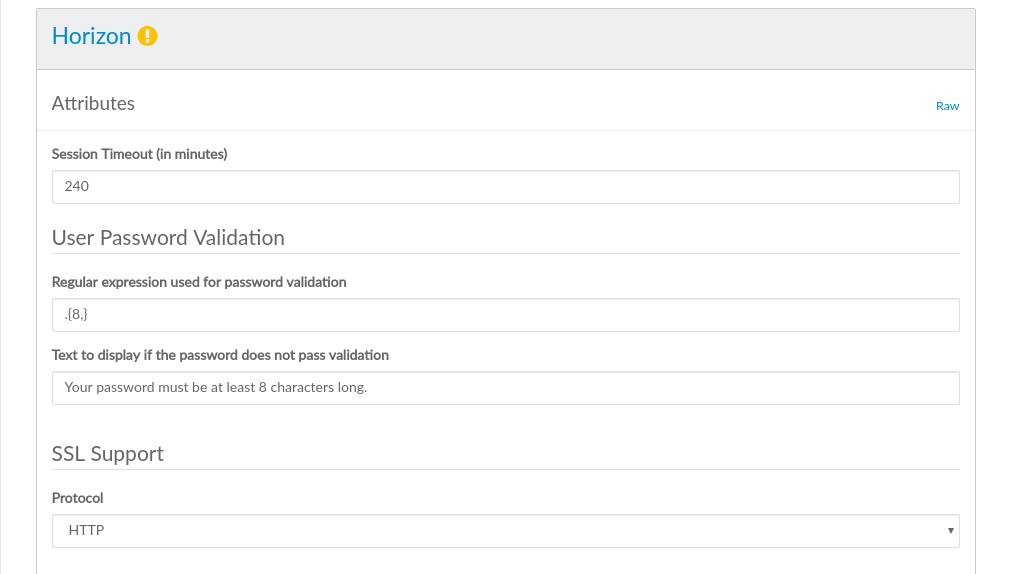 Horizon
Attributes
Raw
Session Timeout (in minutes)
240
User Password Validation
Regular expression used for password validation
.{8,}
Text to display if the password does not pass validation
Your password must be at least 8 characters long.
SSL Support
Protocol
HTTP